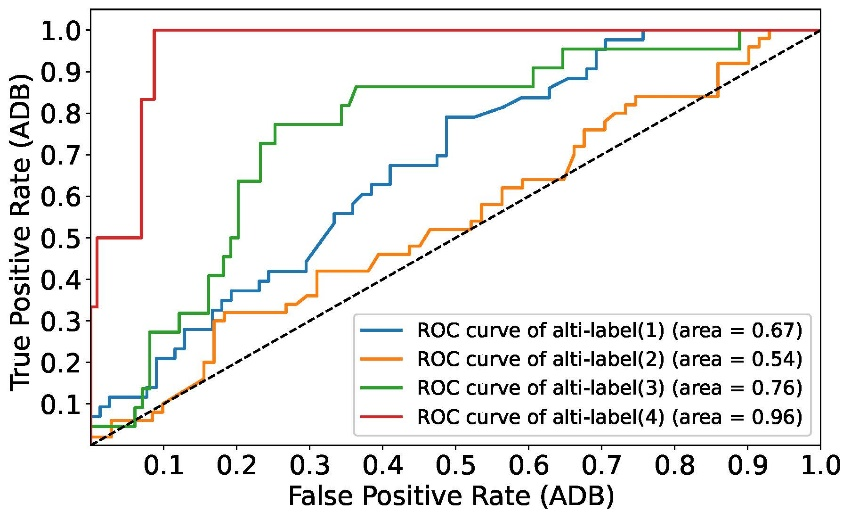 1.0
0.9
0.8
0.7
0.6
0.5
0.4
0.3
0.2
0.1
True Positive Rate (ADB)
ROC curve of alti-label(1) (area = 0.67)
ROC curve of alti-label(2) (area = 0.54)
ROC curve of alti-label(3) (area = 0.76)
ROC curve of alti-label(4) (area = 0.96)
0.1 0.2 0.3 0.4 0.5 0.6 0.7 0.8 0.9 1.0
False Positive Rate (ADB)